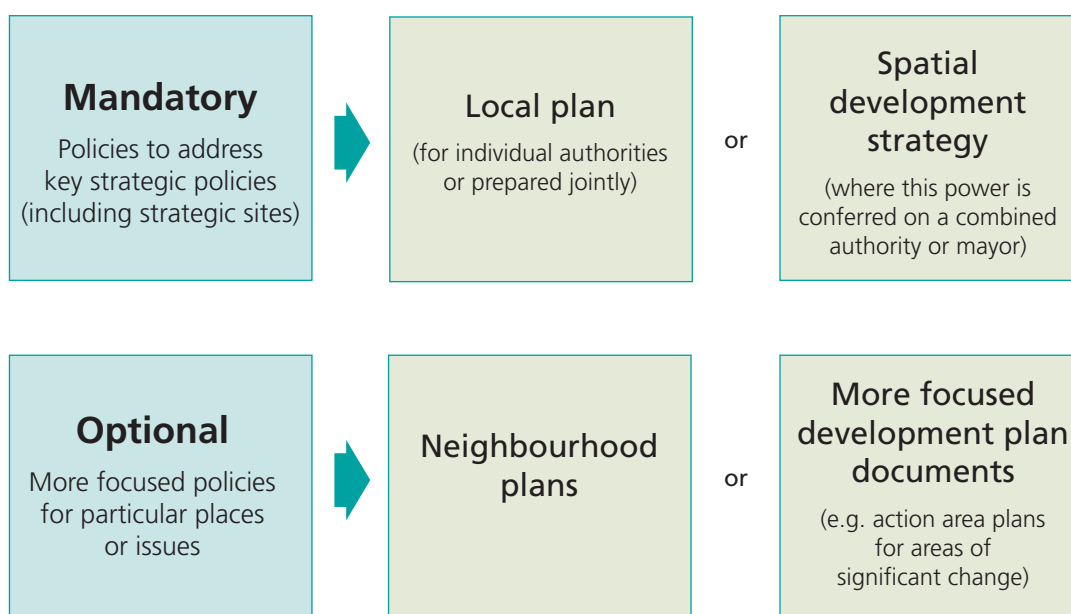 Mandatory
Policies to address
key strategic policies
(including strategic sites)
Local plan
(for individual authorities
or prepared jointly)
or
Spatial
development
strategy
(where this power is
conferred on a combined
authority or mayor)
Optional
More focused policies
for particular places
or issues
Neighbourhood
plans
or
More focused
development plan
documents
(e.g. action area plans
for areas of
significant change)